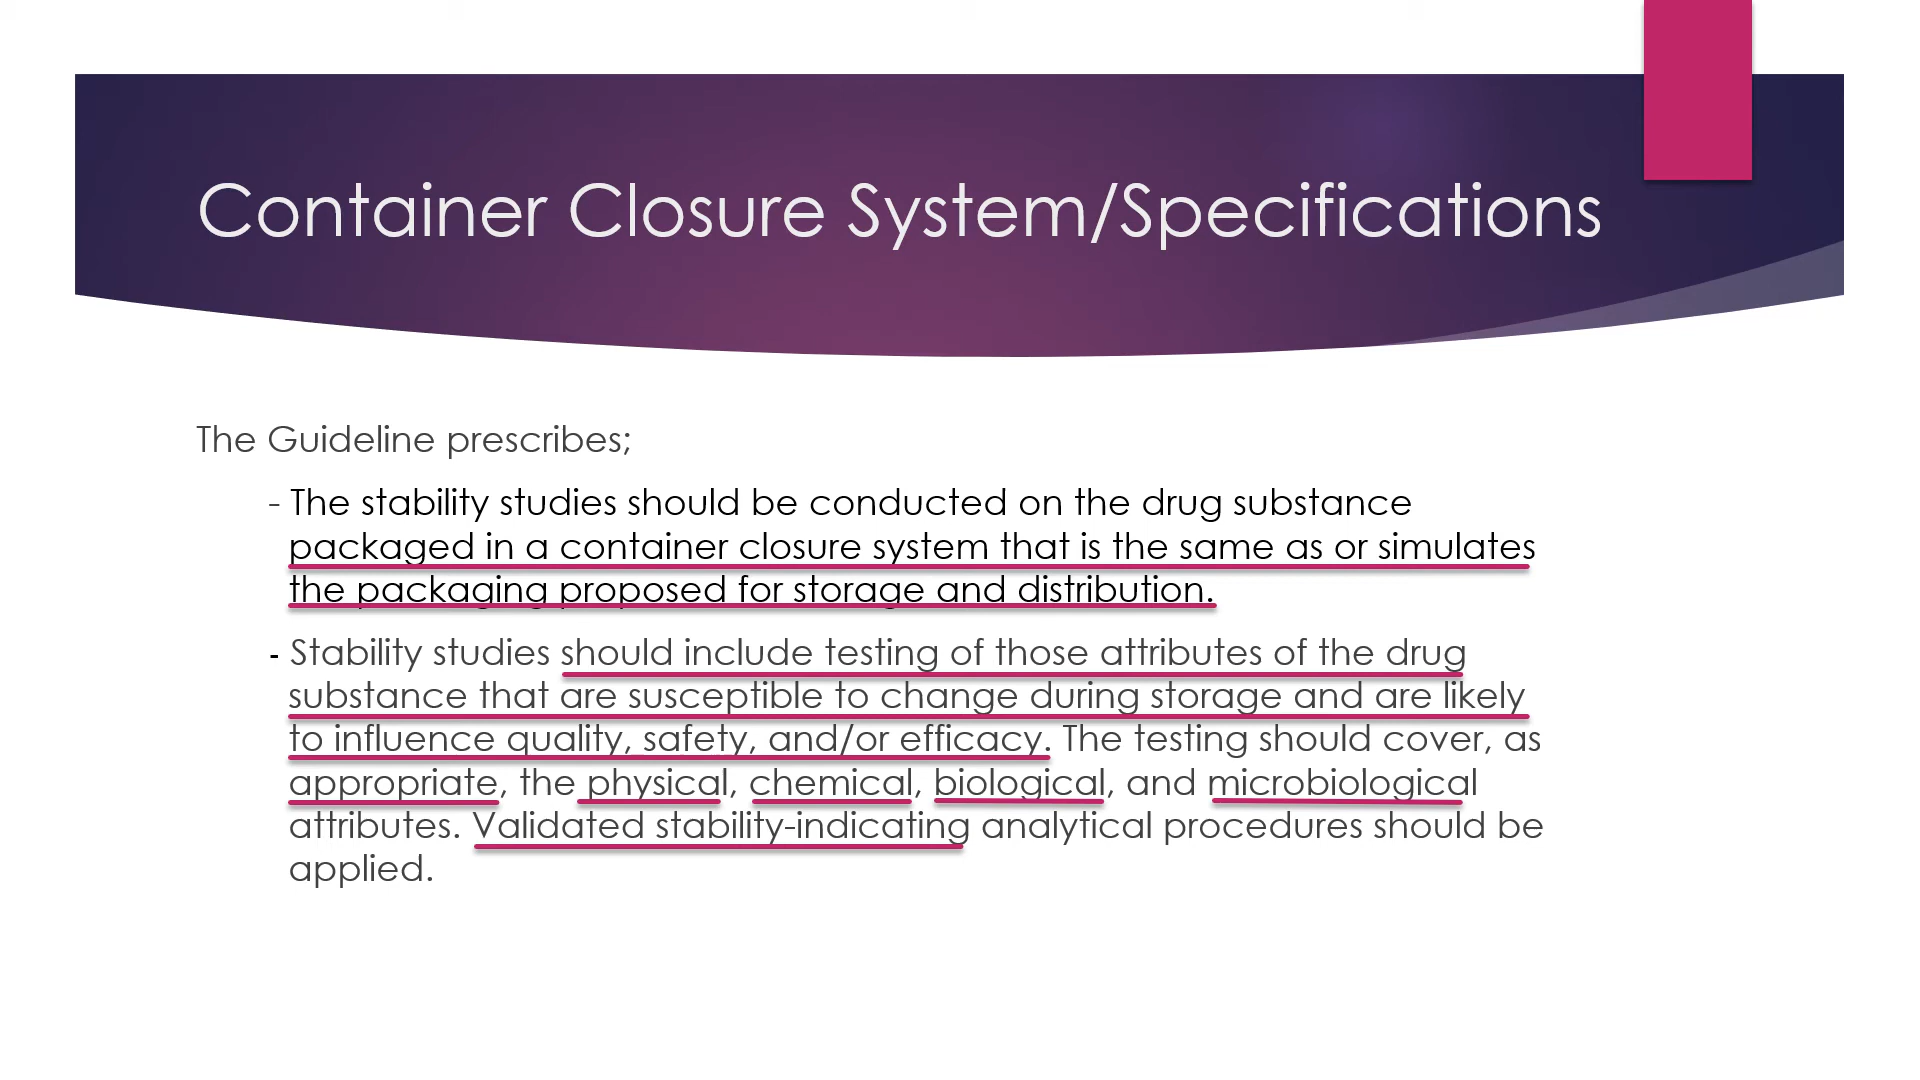 Container Closure System/Specifications
The Guideline prescribes;
- The stability studies should be conducted on the drug substance
packaged in a container closure system that is the same as or simulates
the packaging proposed for storage and distribution.
- Stability studies should include testing of those attributes of the drug
substance that are susceptible to change during storage and are likely
to influence quality, safety, and/or efficacy. The testing should cover, as
appropriate, the physical, chemical, biological, and microbiological
attributes. Validated stability-indicating analytical procedures should be
applied.